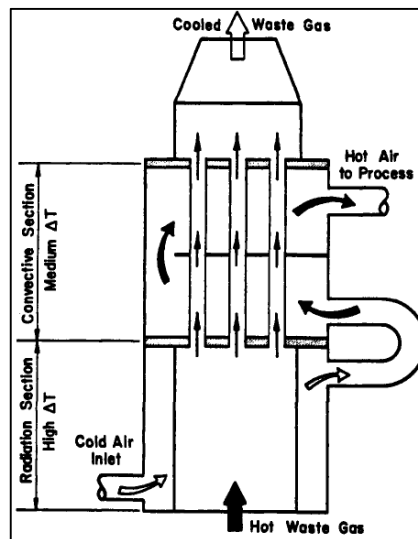 Cooled Waste Gas
Hot Air
to Process
Convective Section
Medium ΔT
Radiation Section
High ΔT
Cold Air
Inlet
Hot Waste Gas